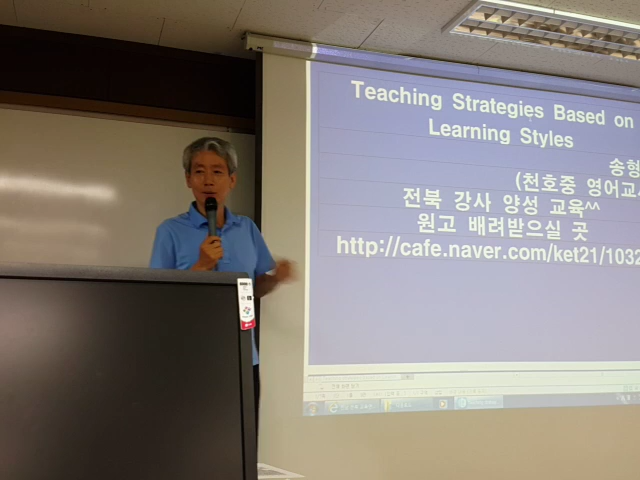 Teaching Strategies Based on
Learning Styles
송형
(천호중 영어교
전북 강사 양성 교육^^
원고 배려받으실 곳
http://cafe.naver.com/ket21/1032